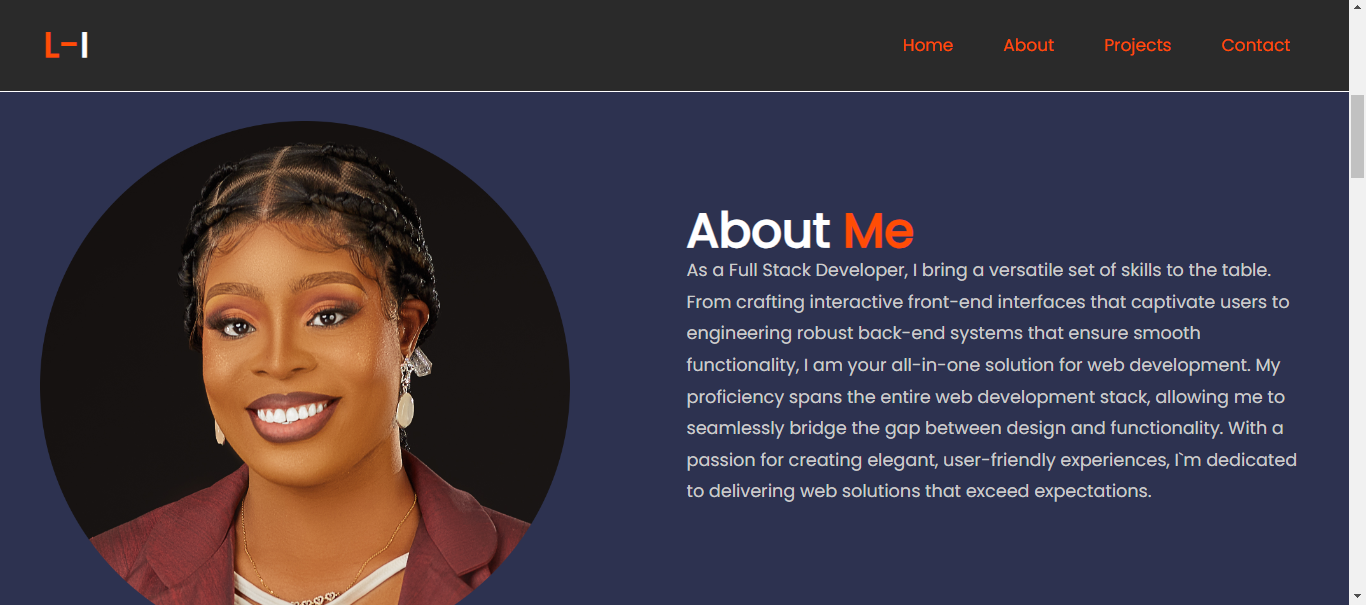 L-I
Home About Projects Contact
About Me
As a Full Stack Developer, I bring a versatile set of skills to the table.
From crafting interactive front-end interfaces that captivate users to
engineering robust back-end systems that ensure smooth
functionality, I am your all-in-one solution for web development. My
proficiency spans the entire web development stack, allowing me to
seamlessly bridge the gap between design and functionality. With a
passion for creating elegant, user-friendly experiences, I`m dedicated
to delivering web solutions that exceed expectations.